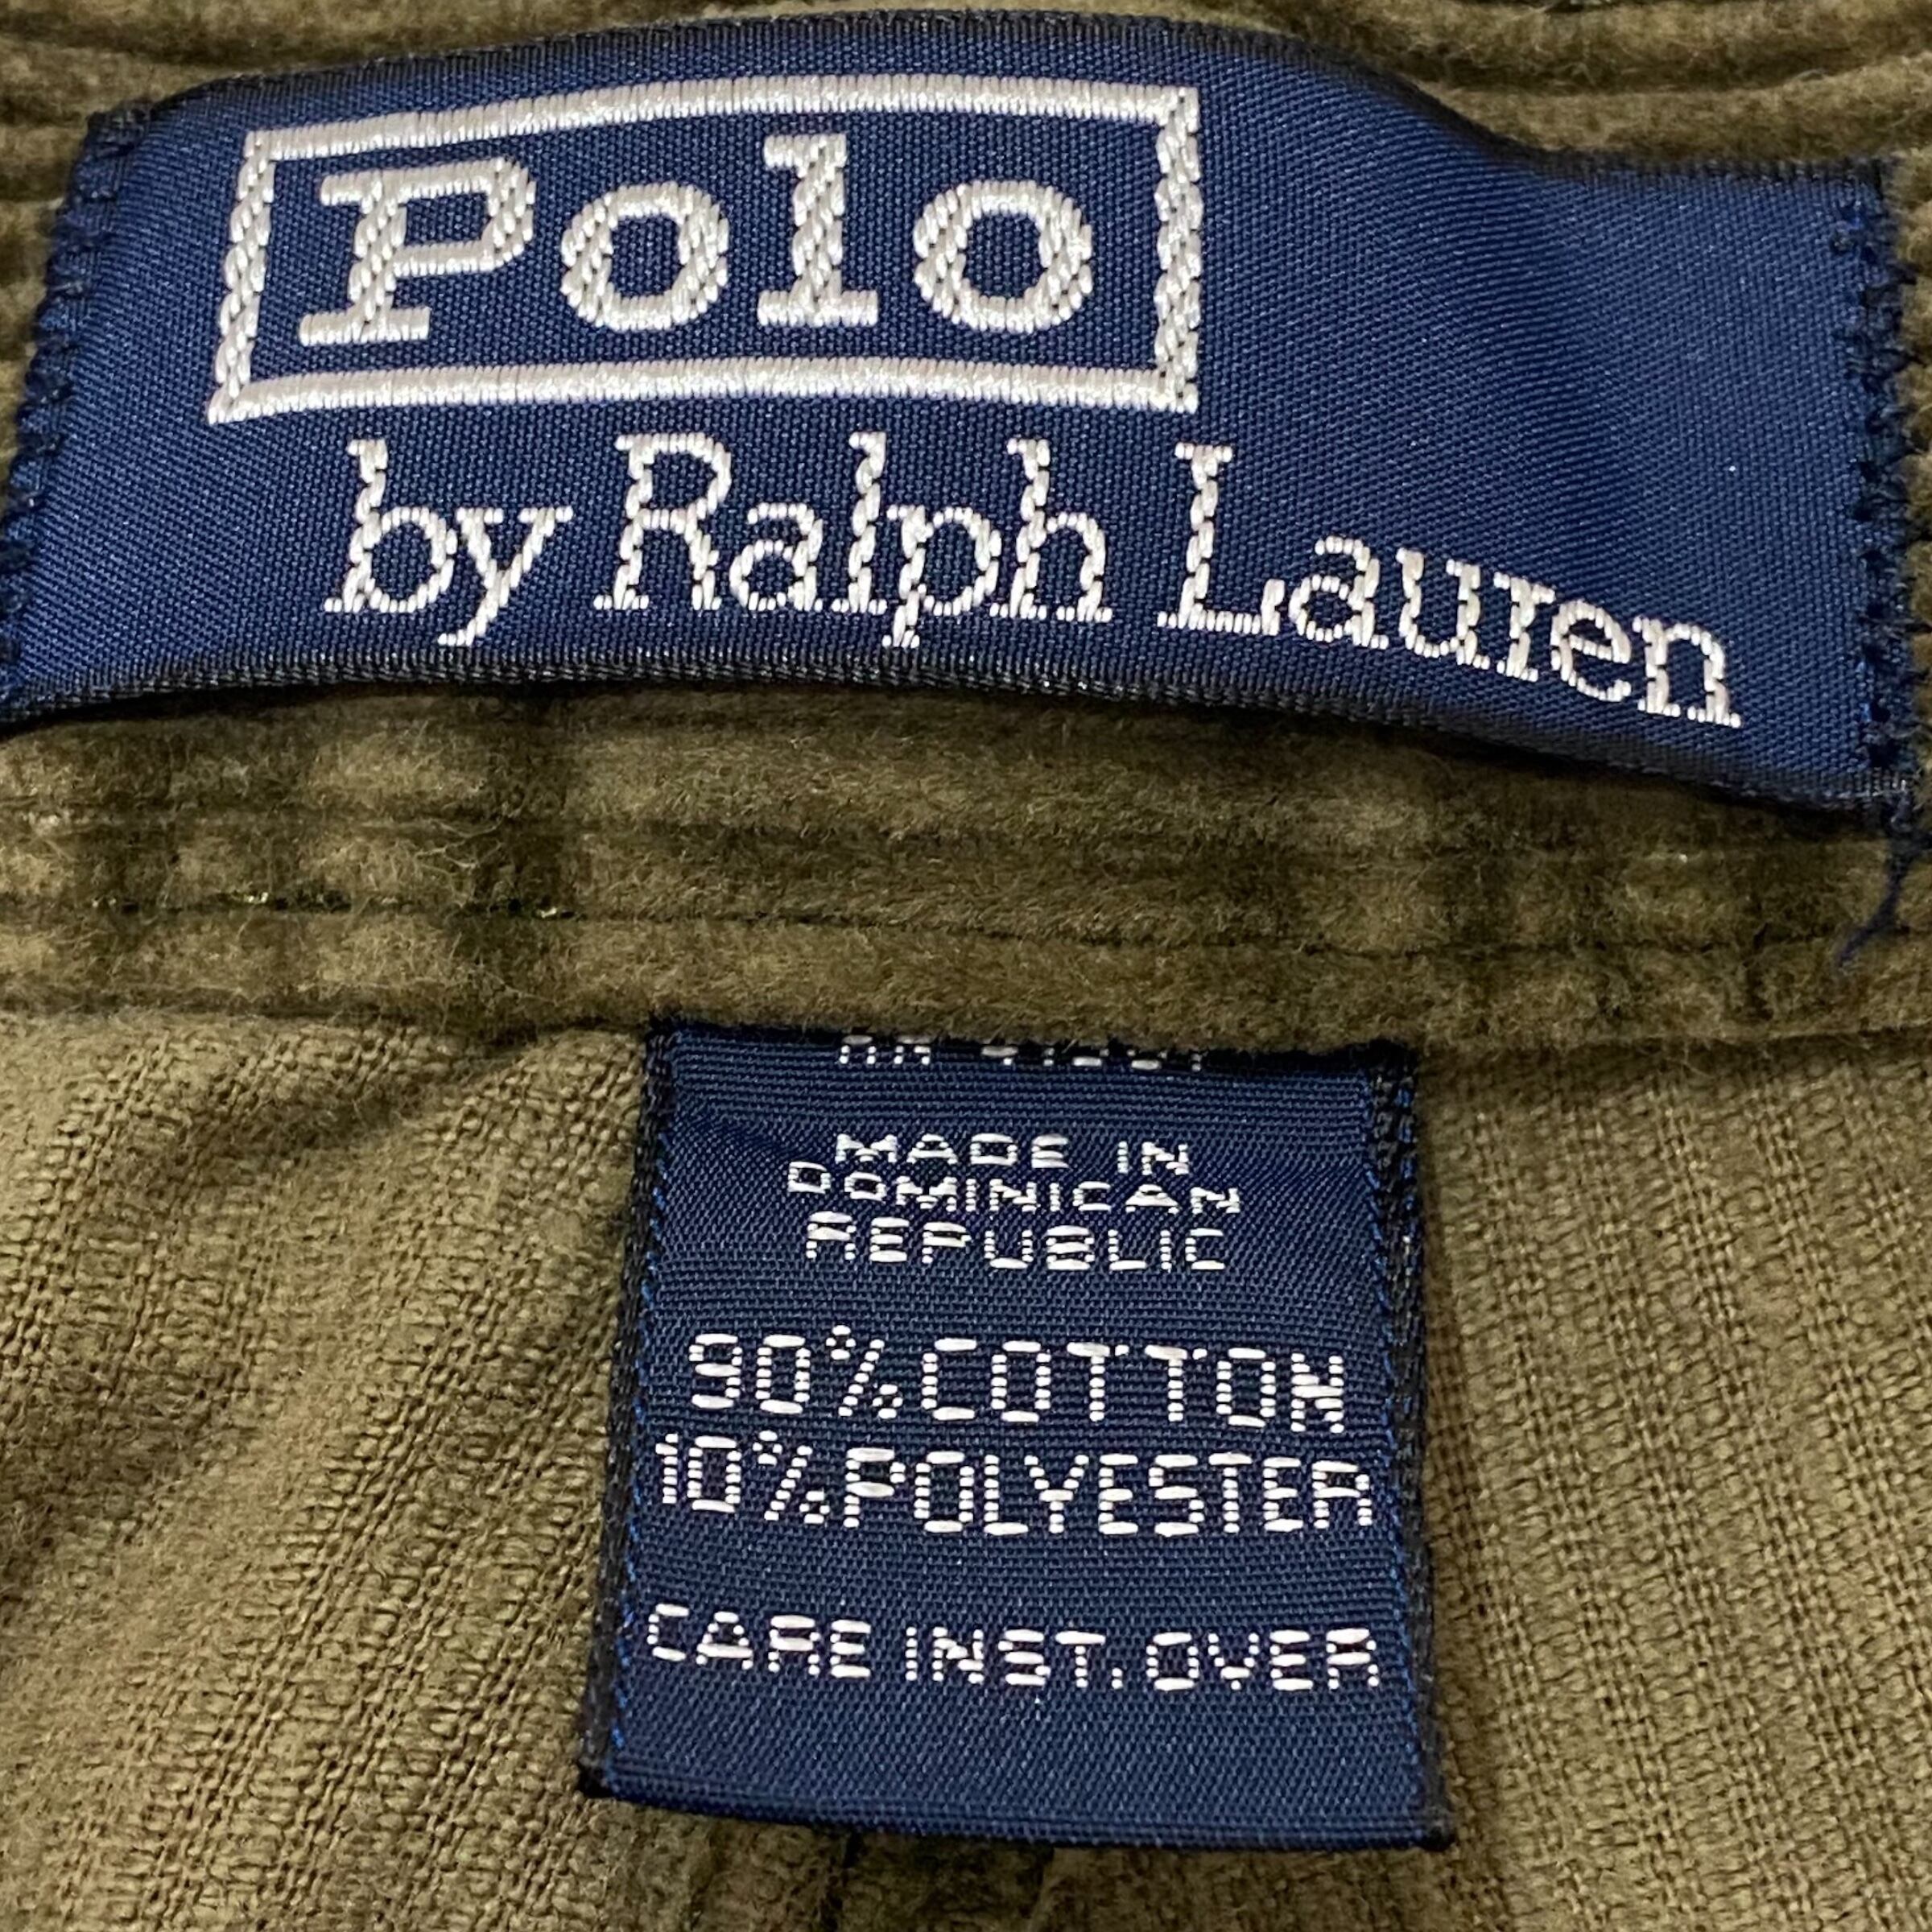 Polo
by Ralph Lauren
MADE IN
DOMINICAN
REPUBLIC
90%COTTON
10%POLYESTER
CARE INST. OVER